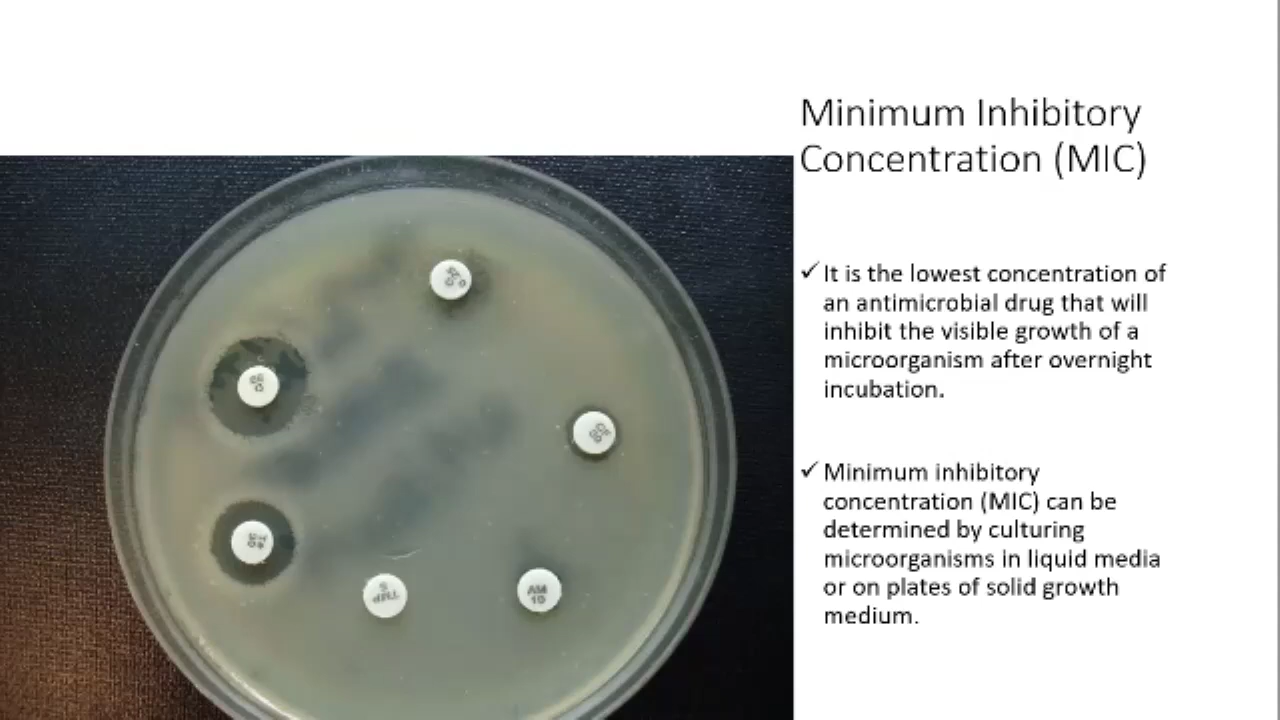 Minimum Inhibitory
Concentration (MIC)
✓ It is the lowest concentration of
an antimicrobial drug that will
inhibit the visible growth of a
microorganism after overnight
incubation.
✓ Minimum inhibitory
concentration (MIC) can be
determined by culturing
microorganisms in liquid media
or on plates of solid growth
medium.
TMP
5
AM
10